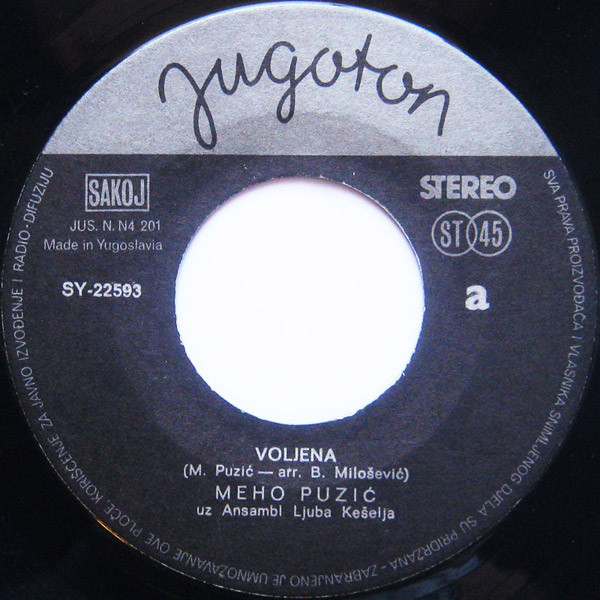 Jugoton
SAKOJ
JUS. N. N4 201
Made in Yugoslavia
SY-22593
STEREO
ST 45
a
VOLJENA
(M. Puzić — arr. B. Milošević)
MEHO PUZIĆ
uz Ansambl Ljuba Kešelja
SVA PRAVA PROIZVOĐAČA I VLASNIKA SNIMLJENOG DJELA SU PRIDRŽANA - ZABRANJENO JE UMNOŽAVANJE OVE PLOČE KORIŠĆENJE ZA JAVNO IZVOĐENJE I RADIO-DIFUZIJU